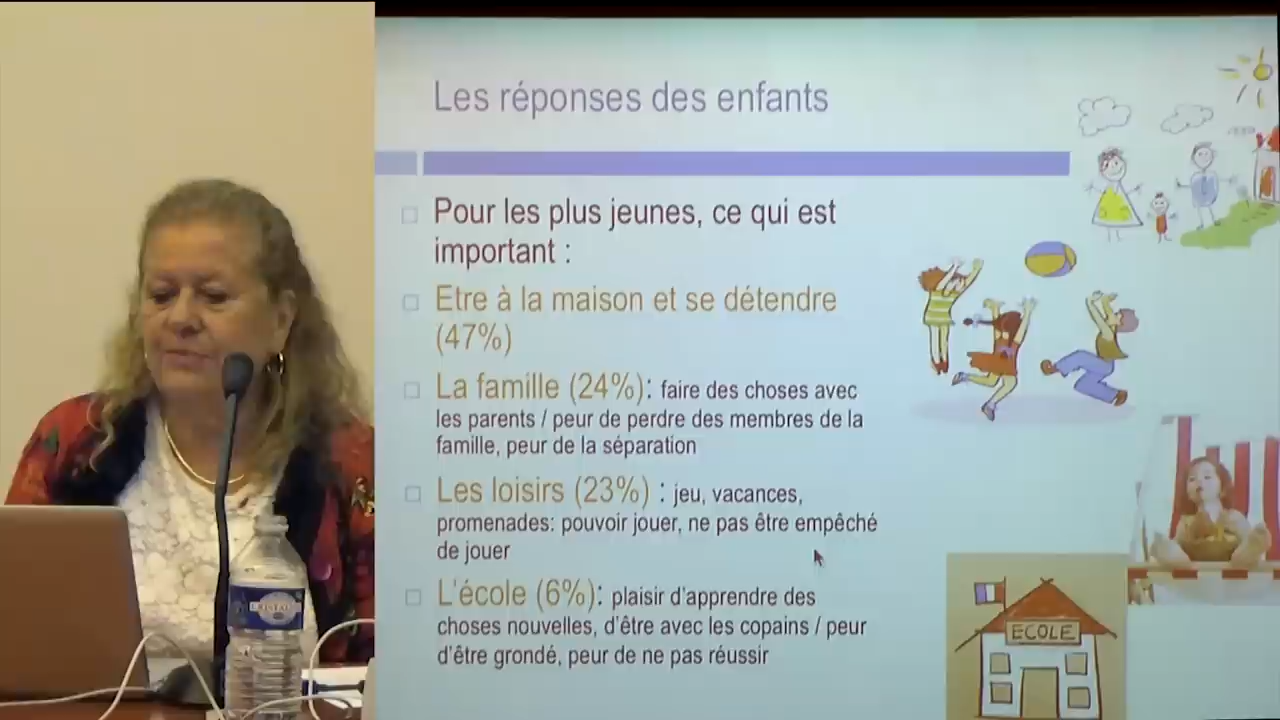 Les réponses des enfants
Pour les plus jeunes, ce qui est
important :
Etre à la maison et se détendre
(47%)
La famille (24%): faire des choses avec
les parents / peur de perdre des membres de la
famille, peur de la séparation
Les loisirs (23%) : jeu, vacances,
promenades: pouvoir jouer, ne pas être empêché
de jouer
L'école (6%): plaisir d'apprendre des
choses nouvelles, d'être avec les copains / peur
d'être grondé, peur de ne pas réussir
ECOLE